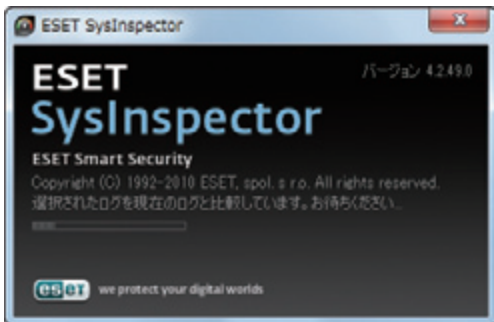 ESET SysInspector
バージョン 4.2.49.0
ESET
SysInspector
ESET Smart Security
Copyright (C) 1992-2010 ESET, spol. s r.o. All rights reserved.
選択されたログを現在のログと比較しています。お待ちください...
eseT we protect your digital worlds